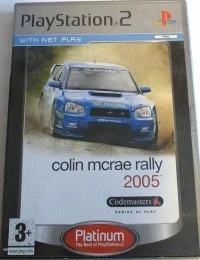 PlayStation 2
WITH NET PLAY
colin mcrae rally
2005
Codemasters
GENIUS AT PLAY
3+
Platinum
The Best of PlayStation 2